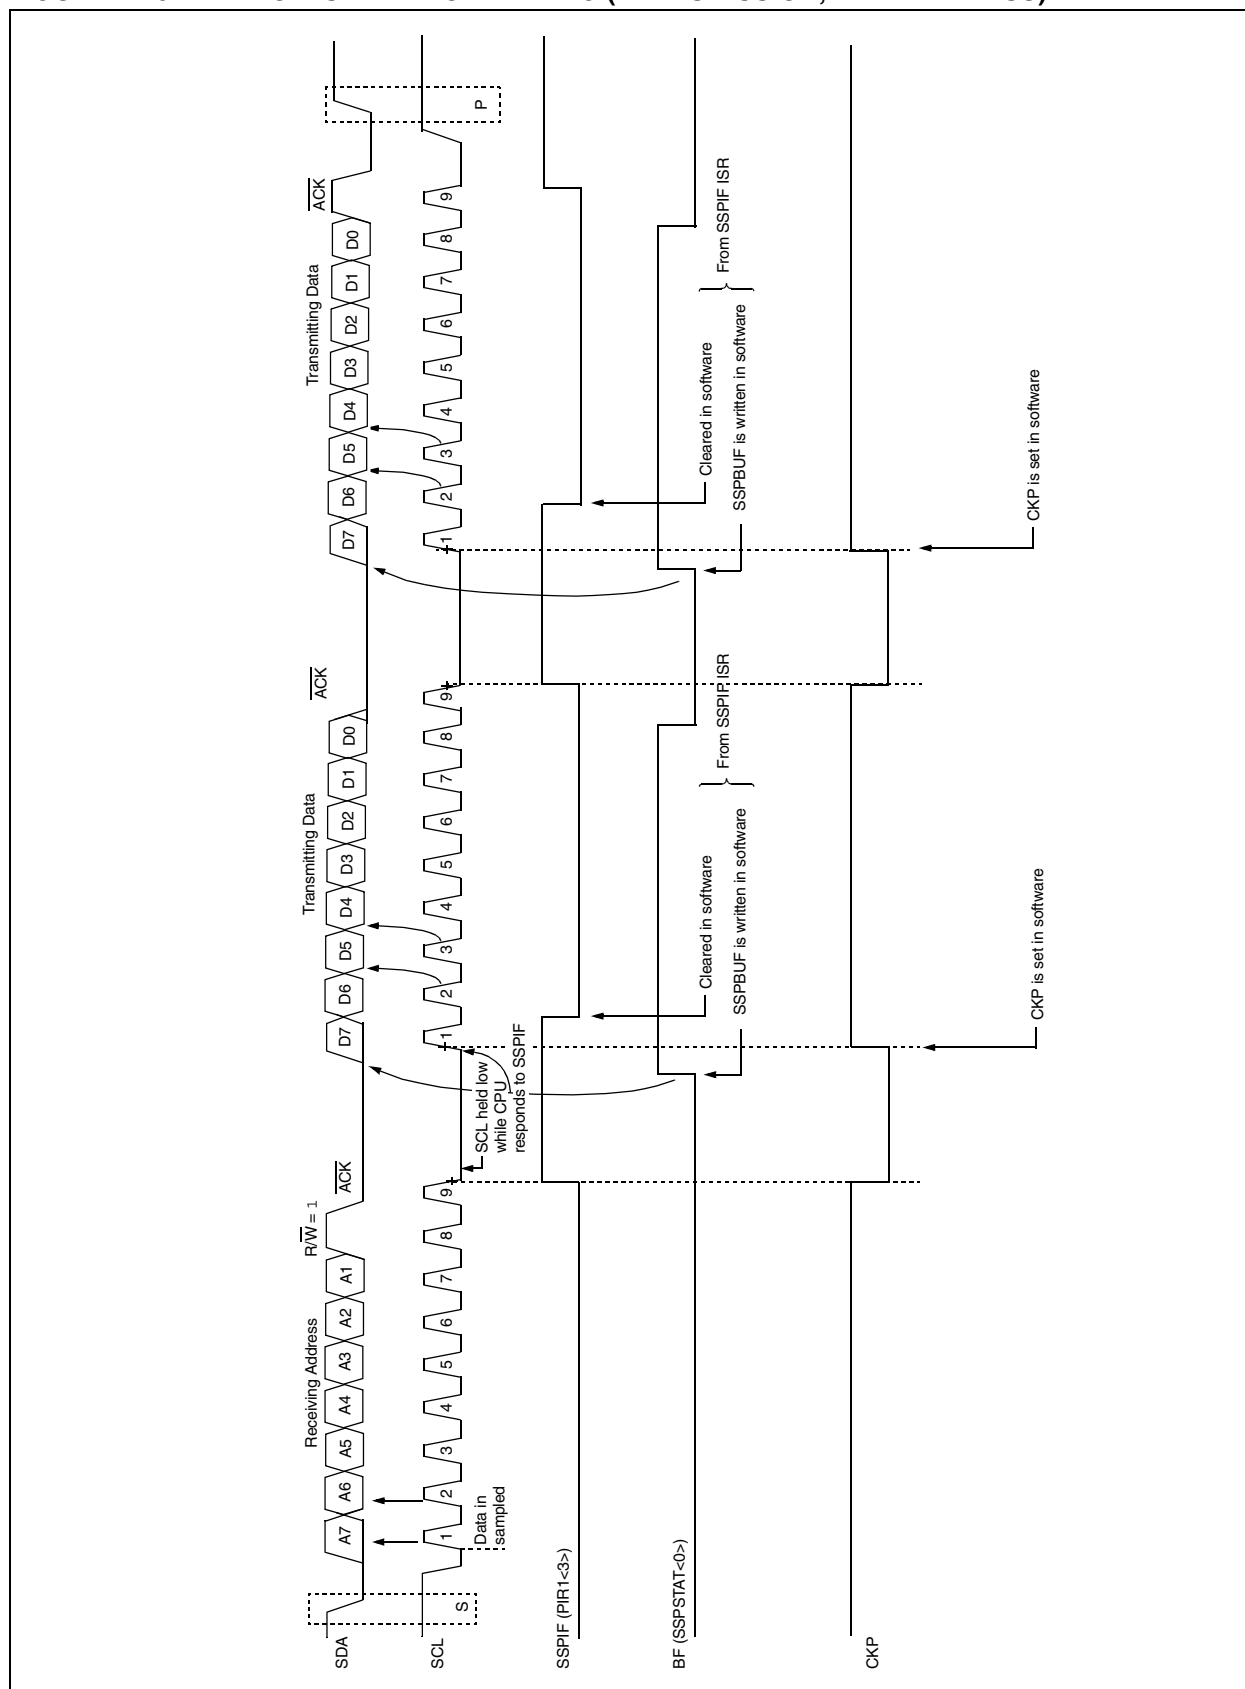 Receiving Address
R/W̅ = 1
A̅C̅K̅
Transmitting Data
A̅C̅K̅
Transmitting Data
A̅C̅K̅
SDA
A7 A6 A5 A4 A3 A2 A1
D7 D6 D5 D4 D3 D2 D1 D0
D7 D6 D5 D4 D3 D2 D1 D0
SCL
S
1 2 3 4 5 6 7 8 9
1 2 3 4 5 6 7 8 9
1 2 3 4 5 6 7 8 9
P
Data in
sampled
SCL held low
while CPU
responds to SSPIF
SSPIF (PIR1<3>)
BF (SSPSTAT<0>)
Cleared in software
SSPBUF is written in software
From SSPIF ISR
Cleared in software
SSPBUF is written in software
From SSPIF ISR
CKP
CKP is set in software
CKP is set in software